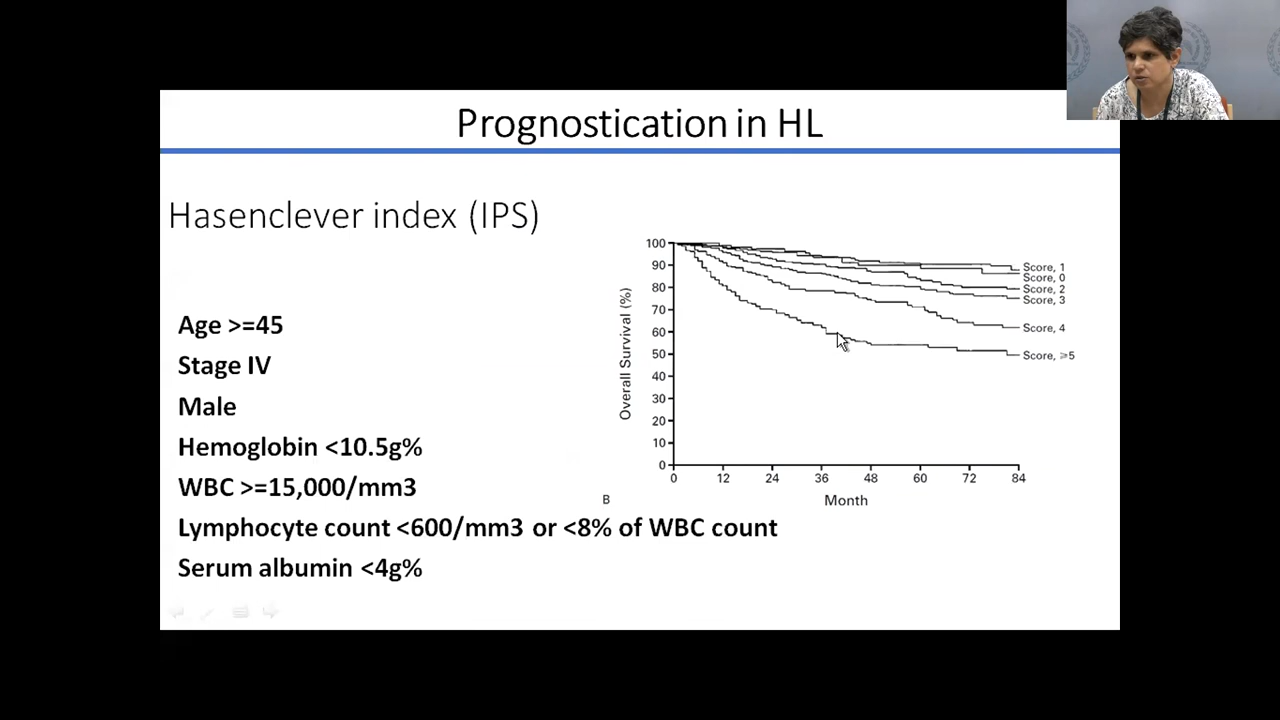 Prognostication in HL
Hasenclever index (IPS)
Age >=45
Stage IV
Male
Hemoglobin <10.5g%
WBC >=15,000/mm3
Lymphocyte count <600/mm3 or <8% of WBC count
Serum albumin <4g%
Overall Survival (%)
100
90
80
70
60
50
40
30
20
10
0
Score, 1
Score, 0
Score, 2
Score, 3
Score, 4
Score, ≥5
0 12 24 36 48 60 72 84
Month
B